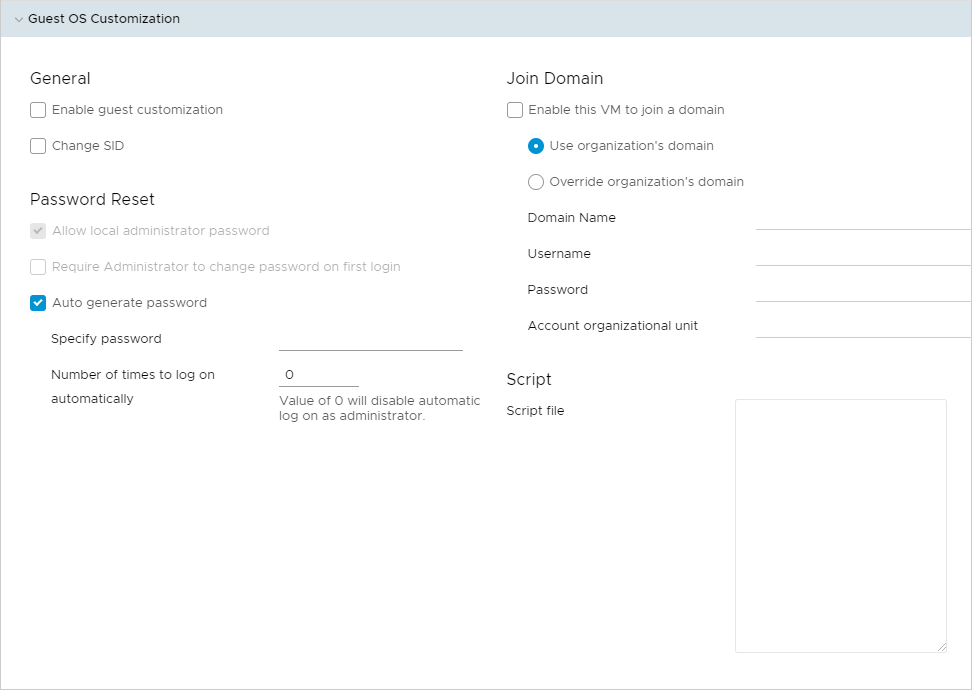 Guest OS Customization
General
Enable guest customization
Change SID
Password Reset
Allow local administrator password
Require Administrator to change password on first login
Auto generate password
Specify password
Number of times to log on
automatically
0
Value of 0 will disable automatic
log on as administrator.
Join Domain
Enable this VM to join a domain
Use organization's domain
Override organization's domain
Domain Name
Username
Password
Account organizational unit
Script
Script file